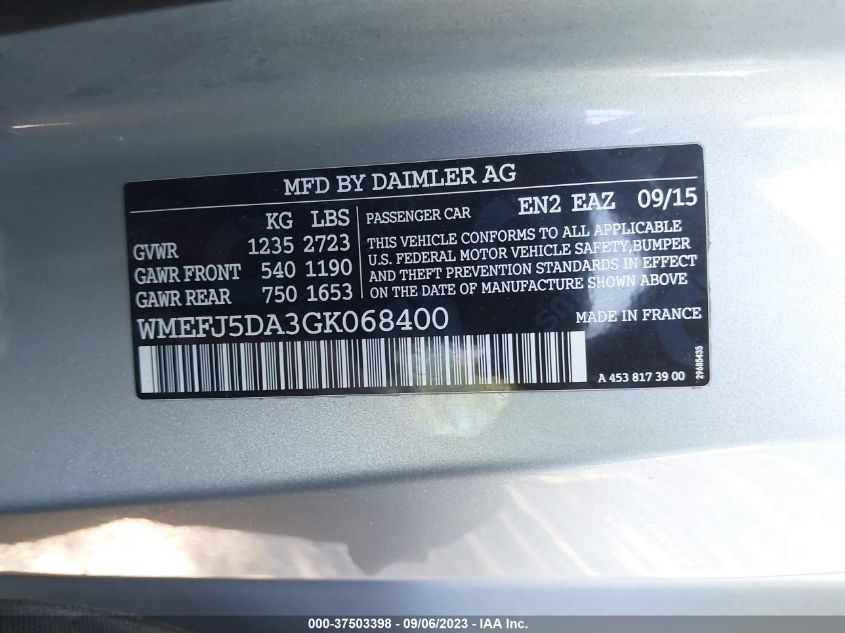 MFD BY DAIMLER AG
KG LBS
GVWR 1235 2723
GAWR FRONT 540 1190
GAWR REAR 750 1653
PASSENGER CAR EN2 EAZ 09/15
THIS VEHICLE CONFORMS TO ALL APPLICABLE
U.S. FEDERAL MOTOR VEHICLE SAFETY, BUMPER
AND THEFT PREVENTION STANDARDS IN EFFECT
ON THE DATE OF MANUFACTURE SHOWN ABOVE
WMEFJ5DA3GK068400
MADE IN FRANCE
A 453 817 39 00
29685435
000-37503398 - 09/06/2023 - IAA Inc.